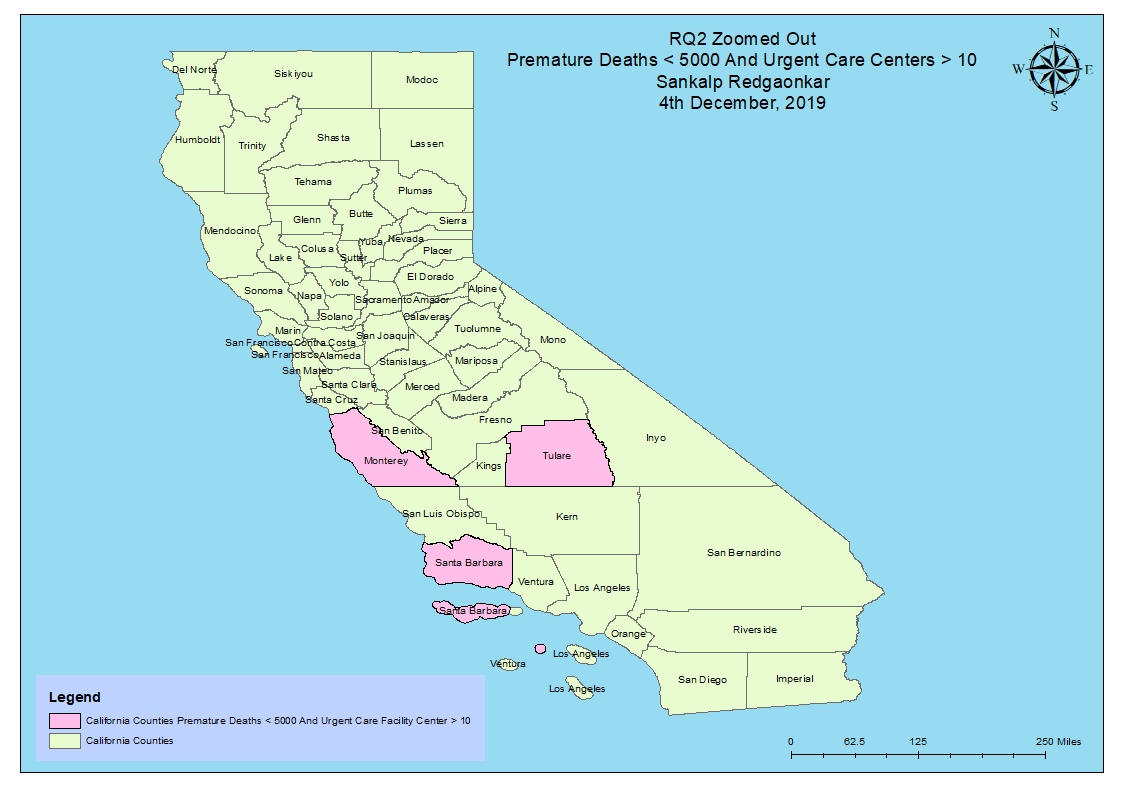 RQ2 Zoomed Out
Premature Deaths < 5000 And Urgent Care Centers > 10
Sankalp Redgaonkar
4th December, 2019
N
W
E
S
Del Norte
Siskiyou
Modoc
Humboldt
Trinity
Shasta
Lassen
Tehama
Plumas
Mendocino
Glenn
Butte
Sierra
Lake
Colusa
Sutter
Yuba
Nevada
Placer
Sonoma
Napa
Yolo
El Dorado
Alpine
Solano
Sacramento
Amador
Calaveras
Marin
San Francisco
Contra Costa
San Joaquin
Tuolumne
Mono
San Francisco
Alameda
San Mateo
Stanislaus
Mariposa
Santa Clara
Merced
Santa Cruz
Madera
San Benito
Fresno
Monterey
Kings
Tulare
Inyo
San Luis Obispo
Kern
San Bernardino
Santa Barbara
Ventura
Los Angeles
Santa Barbara
Orange
Riverside
Ventura
Los Angeles
San Diego
Imperial
Los Angeles
Legend
California Counties Premature Deaths < 5000 And Urgent Care Facility Center > 10
California Counties
0 62.5 125 250 Miles